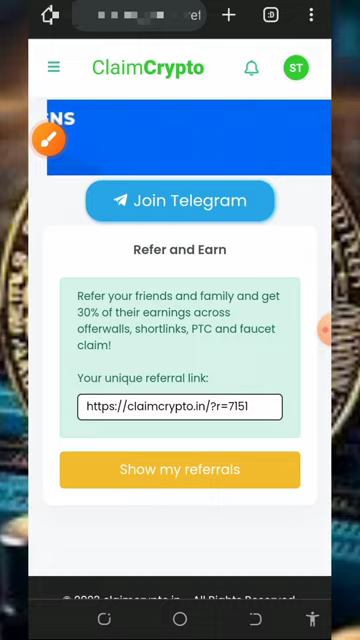 :D
ClaimCrypto
ST
NS
Join Telegram
Refer and Earn
Refer your friends and family and get
30% of their earnings across
offerwalls, shortlinks, PTC and faucet
claim!
Your unique referral link:
https://claimcrypto.in/?r=7151
Show my referrals